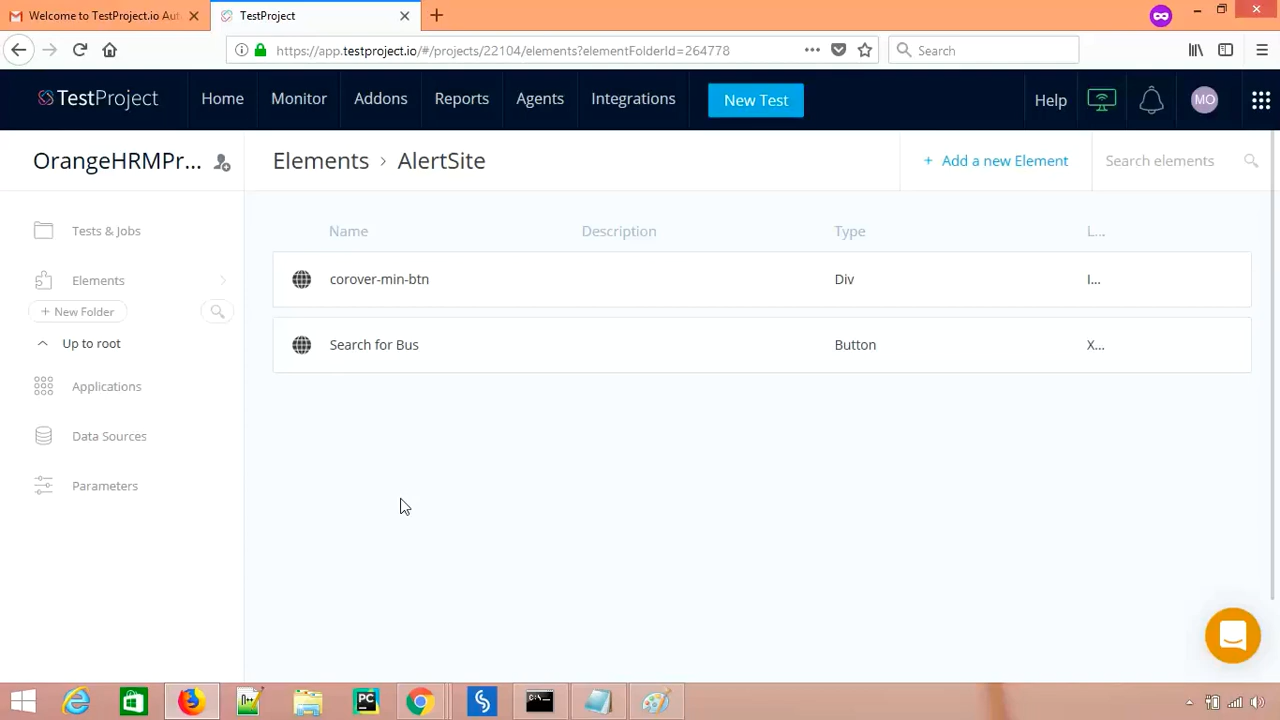 Welcome to TestProject.io Aut
TestProject
https://app.testproject.io/#/projects/22104/elements?elementFolderId=264778
Search
TestProject
Home
Monitor
Addons
Reports
Agents
Integrations
New Test
Help
MO
OrangeHRMPr...
Elements > AlertSite
+ Add a new Element
Search elements
Tests & Jobs
Elements
+ New Folder
Up to root
Applications
Data Sources
Parameters
Name Description Type L...
corover-min-btn Div I...
Search for Bus Button X...
PC